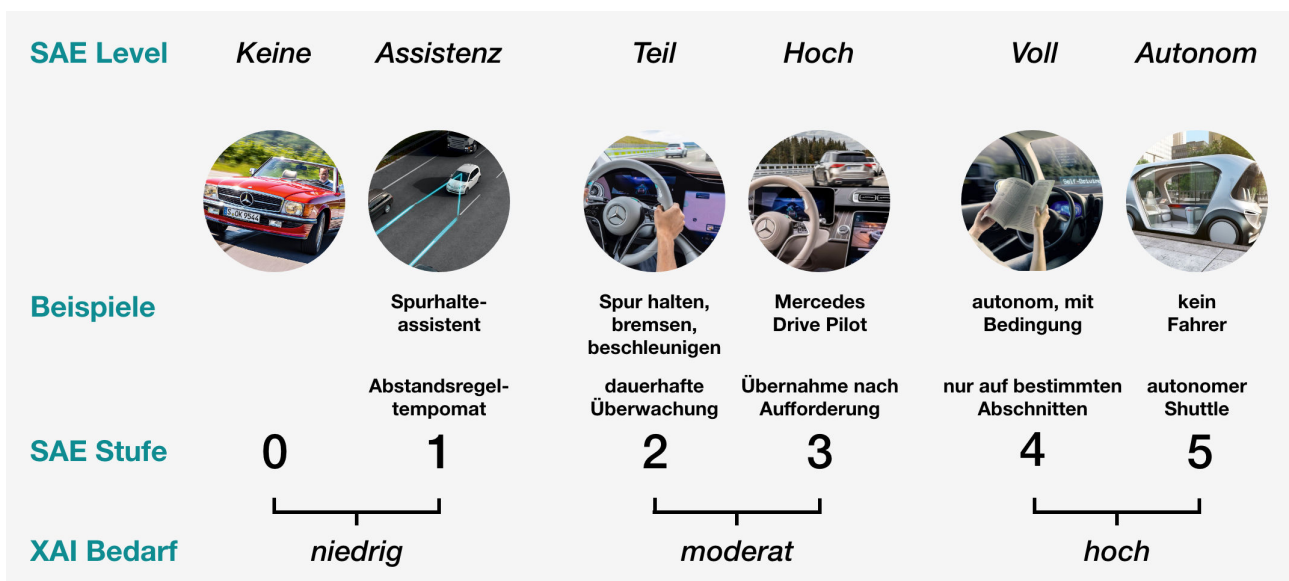 SAE Level Keine Assistenz Teil Hoch Voll Autonom
S·OK 9544
Beispiele
Spurhalte-
assistent
Spur halten,
bremsen,
beschleunigen
Mercedes
Drive Pilot
autonom, mit
Bedingung
kein
Fahrer
Abstandsregel-
tempomat
dauerhafte
Überwachung
Übernahme nach
Aufforderung
nur auf bestimmten
Abschnitten
autonomer
Shuttle
SAE Stufe 0 1 2 3 4 5
XAI Bedarf niedrig moderat hoch